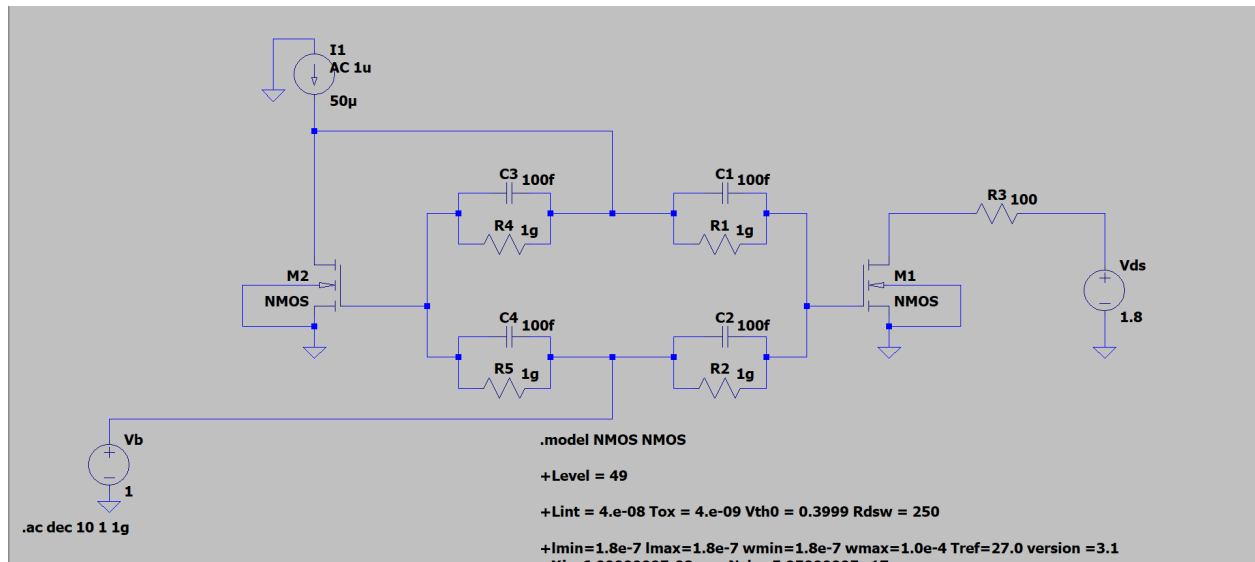 I1
AC 1u
50µ
C3 100f
C1 100f
R3 100
R4 1g
R1 1g
M2
NMOS
M1
NMOS
Vds
1.8
C4 100f
C2 100f
R5 1g
R2 1g
Vb
1
.ac dec 10 1 1g
.model NMOS NMOS
+Level = 49
+Lint = 4.e-08 Tox = 4.e-09 Vth0 = 0.3999 Rdsw = 250
+lmin=1.8e-7 lmax=1.8e-7 wmin=1.8e-7 wmax=1.0e-4 Tref=27.0 version =3.1